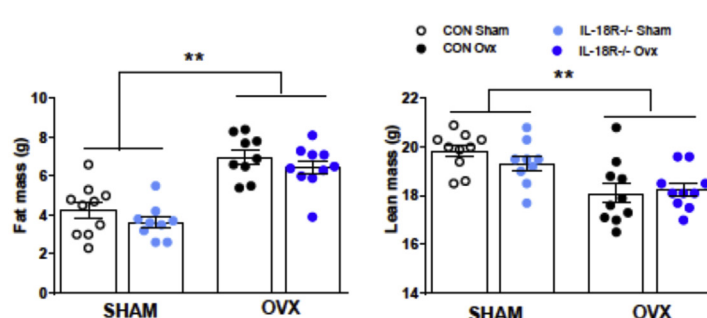 CON Sham
IL-18R-/- Sham
CON Ovx
IL-18R-/- Ovx
**
**
Fat mass (g)
10
8
6
4
2
0
SHAM
OVX
Lean mass (g)
22
20
18
16
14
SHAM
OVX